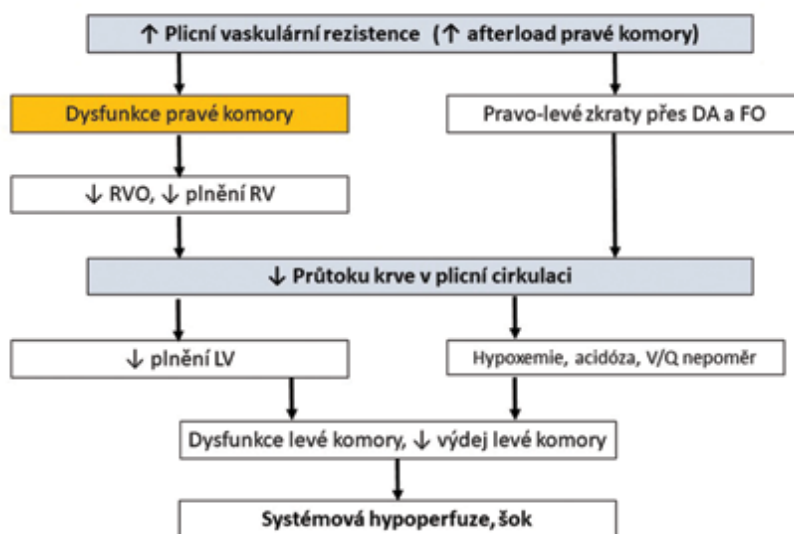 ↑ Plicní vaskulární rezistence (↑ afterload pravé komory)
Dysfunkce pravé komory
Pravo-levé zkraty přes DA a FO
↓ RVO, ↓ plnění RV
↓ Průtoku krve v plicní cirkulaci
↓ plnění LV
Hypoxemie, acidóza, V/Q nepoměr
Dysfunkce levé komory, ↓ výdej levé komory
Systémová hypoperfuze, šok